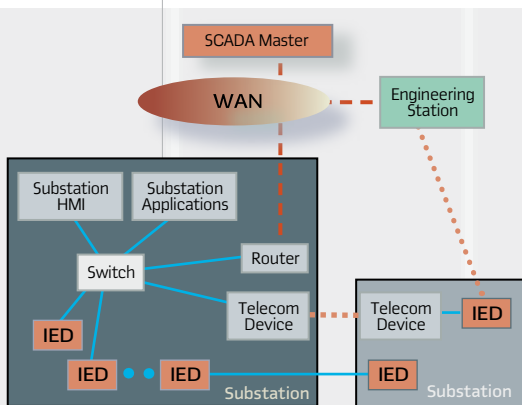 SCADA Master
WAN
Engineering
Station
Substation
HMI
Substation
Applications
Router
Switch
Telecom
Device
Telecom
Device
IED
IED
IED
IED
IED
Substation
Substation